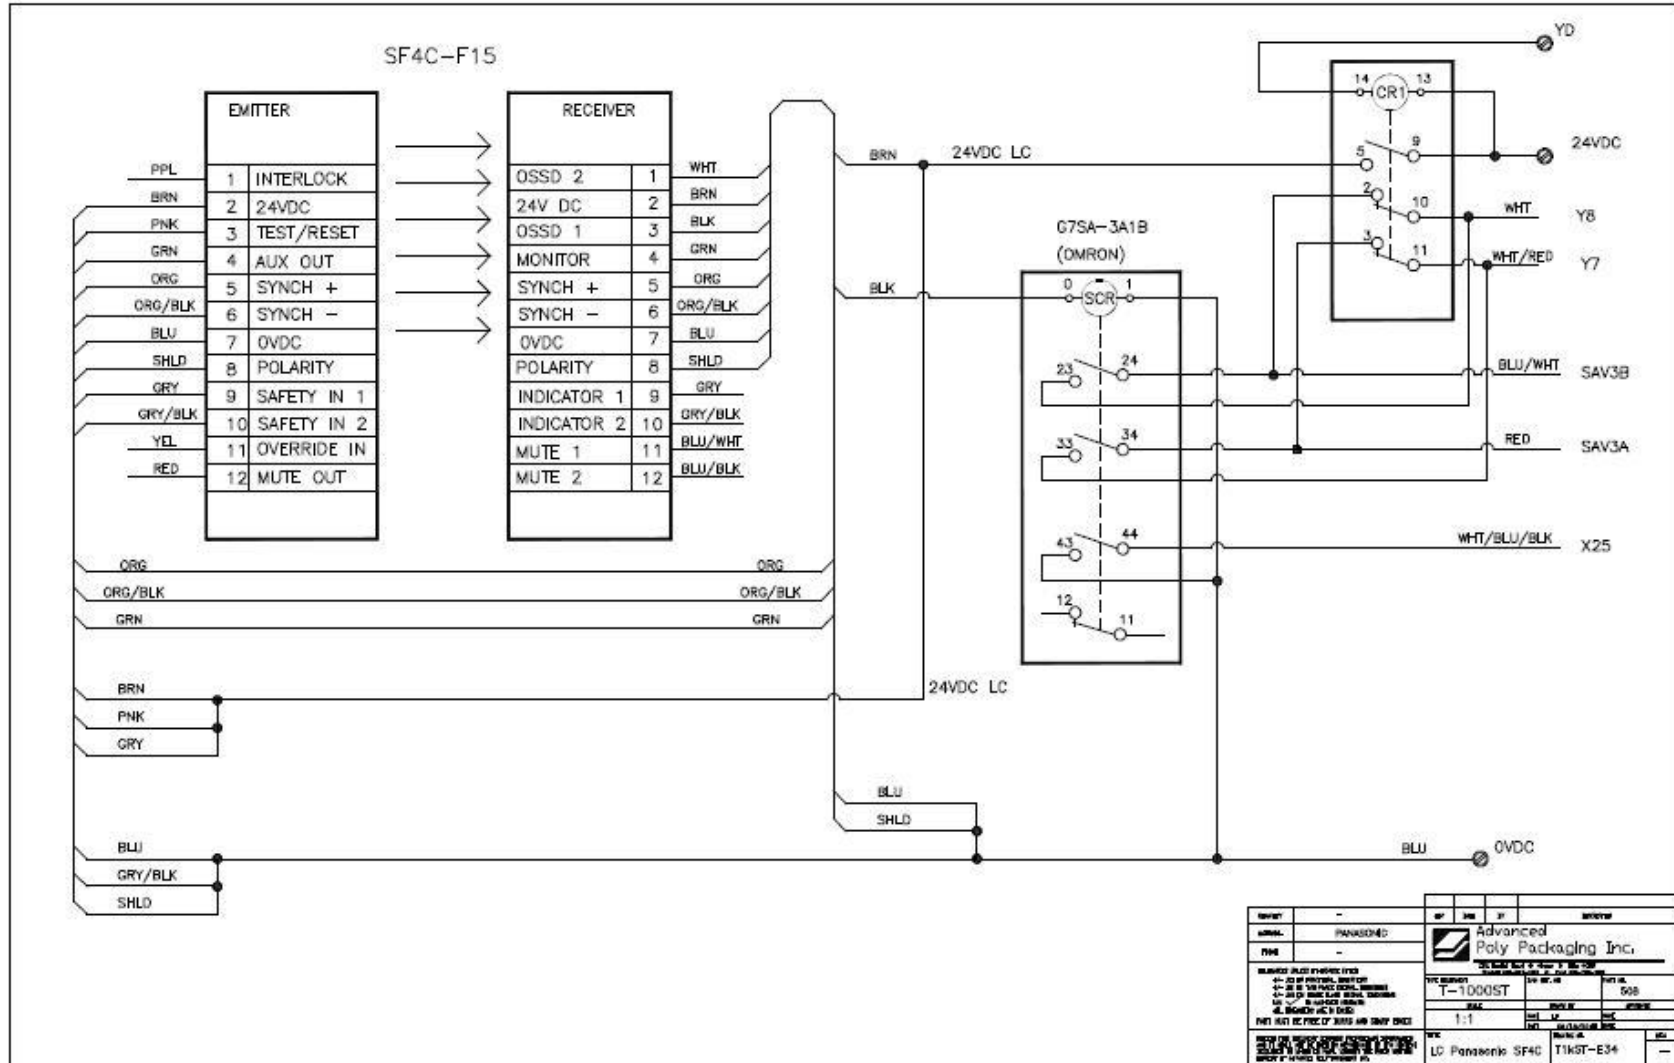 SF4C-F15
EMITTER
PPL 1 INTERLOCK
BRN 2 24VDC
PNK 3 TEST/RESET
GRN 4 AUX OUT
ORG 5 SYNCH +
ORG/BLK 6 SYNCH -
BLU 7 0VDC
SHLD 8 POLARITY
GRY 9 SAFETY IN 1
GRY/BLK 10 SAFETY IN 2
YEL 11 OVERRIDE IN
RED 12 MUTE OUT
RECEIVER
OSSD 2 1 WHT
24V DC 2 BRN
OSSD 1 3 BLK
MONITOR 4 GRN
SYNCH + 5 ORG
SYNCH - 6 ORG/BLK
0VDC 7 BLU
POLARITY 8 SHLD
INDICATOR 1 9 GRY
INDICATOR 2 10 GRY/BLK
MUTE 1 11 BLU/WHT
MUTE 2 12 BLU/BLK
YD
14 CR1 13
BRN 24VDC LC
5 9 24VDC
2 10 WHT Y8
3 11 WHT/RED Y7
G7SA-3A1B
(OMRON)
BLK 0 SCR 1
23 24 BLU/WHT SAV3B
33 34 RED SAV3A
43 44 WHT/BLU/BLK X25
12 11
ORG ORG
ORG/BLK ORG/BLK
GRN GRN
BRN 24VDC LC
PNK
GRY
BLU
SHLD
BLU BLU 0VDC
GRY/BLK
SHLD
PANASONIC
Advanced
Poly Packaging Inc.
T-1000ST
1:1
LC Panasonic SF4C T1kST-E34